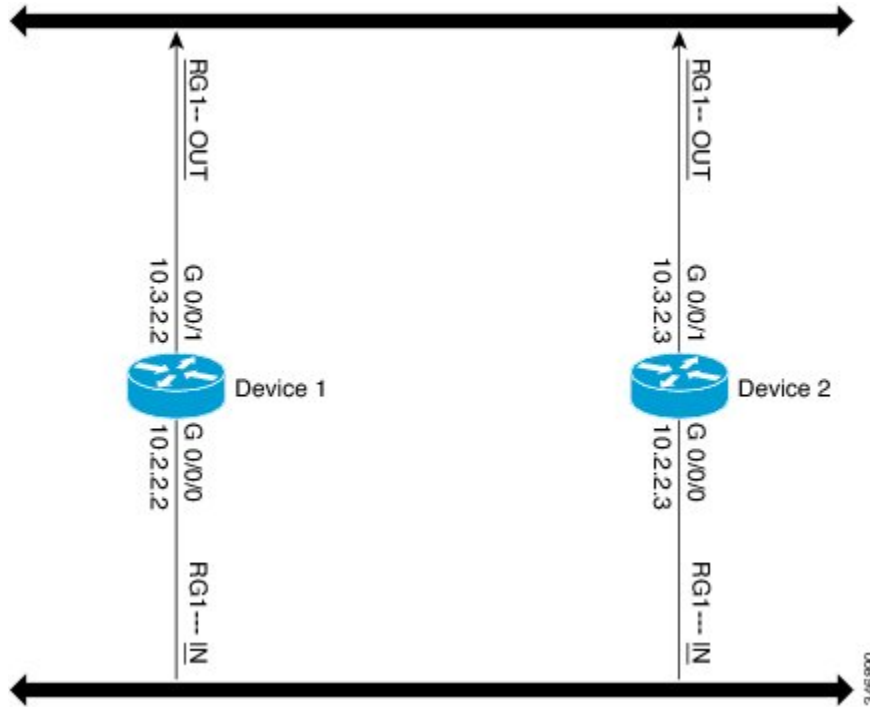 RG1-- OUT
RG1-- OUT
G 0/0/1
10.3.2.2
G 0/0/1
10.3.2.3
Device 1
Device 2
G 0/0/0
10.2.2.2
G 0/0/0
10.2.2.3
RG1--- IN
RG1--- IN